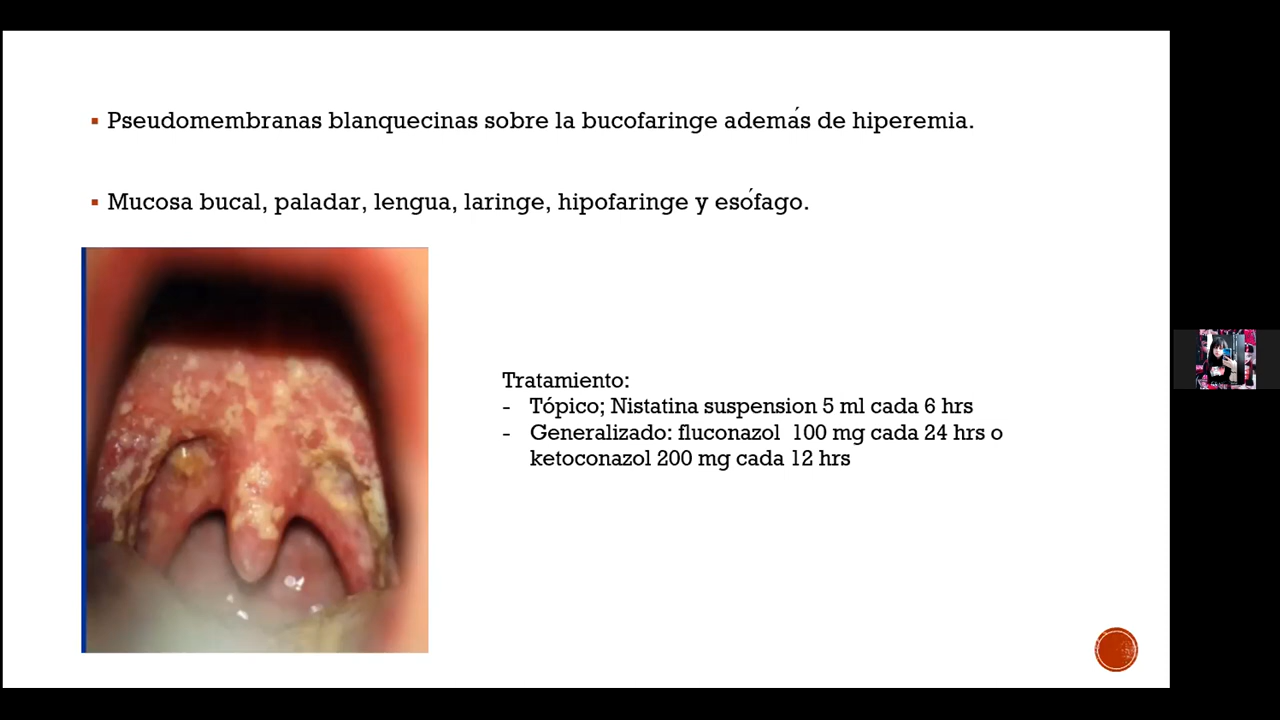 Pseudomembranas blanquecinas sobre la bucofaringe además de hiperemia.
Mucosa bucal, paladar, lengua, laringe, hipofaringe y esófago.
Tratamiento:
- Tópico; Nistatina suspension 5 ml cada 6 hrs
- Generalizado: fluconazol 100 mg cada 24 hrs o
ketoconazol 200 mg cada 12 hrs